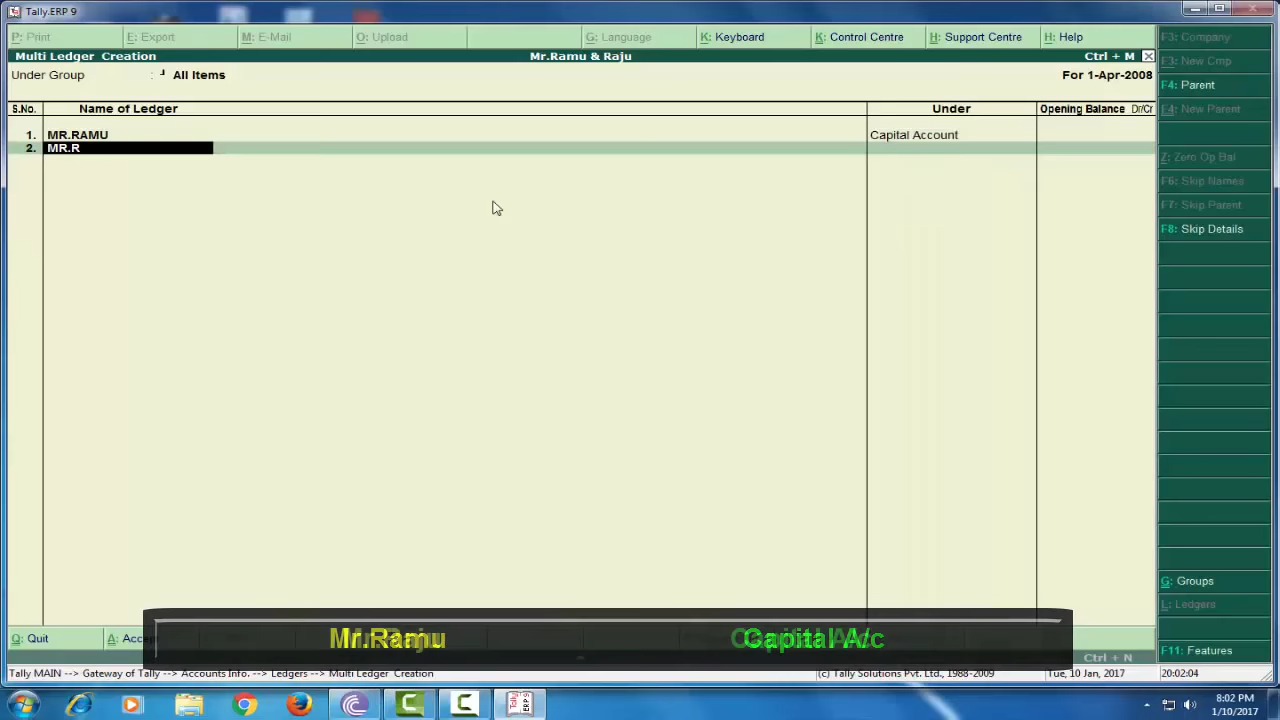 Tally.ERP 9
P: Print E: Export M: E-Mail O: Upload G: Language K: Keyboard K: Control Centre H: Support Centre H: Help
Multi Ledger Creation Mr.Ramu & Raju Ctrl + M
Under Group : All Items For 1-Apr-2008
S.No. Name of Ledger Under Opening Balance Dr/Cr
1. MR.RAMU Capital Account
2. MR.R
F3: Company
F3: New Cmp
F4: Parent
F4: New Parent
Z: Zero Op Bal
F6: Skip Names
F7: Skip Parent
F8: Skip Details
G: Groups
L: Ledgers
F11: Features
Q: Quit A: Accept
Mr.Ramu Capital A/c
Ctrl + N
Tally MAIN --> Gateway of Tally --> Accounts Info. --> Ledgers --> Multi Ledger Creation (c) Tally Solutions Pvt. Ltd., 1988-2009 Tue, 10 Jan, 2017 20:02:04
8:02 PM
1/10/2017